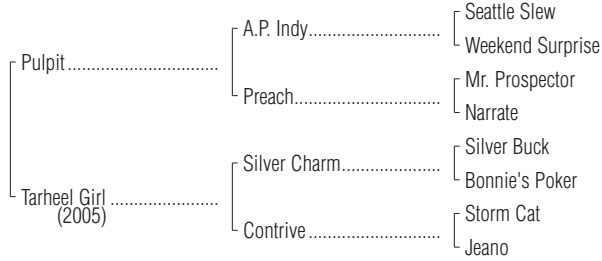 Seattle Slew
A.P. Indy..................................
Weekend Surprise
Pulpit..................................
Mr. Prospector
Preach..................................
Narrate
Silver Buck
Silver Charm.........................
Bonnie's Poker
Tarheel Girl ..........................
(2005)
Storm Cat
Contrive ................................
Jeano